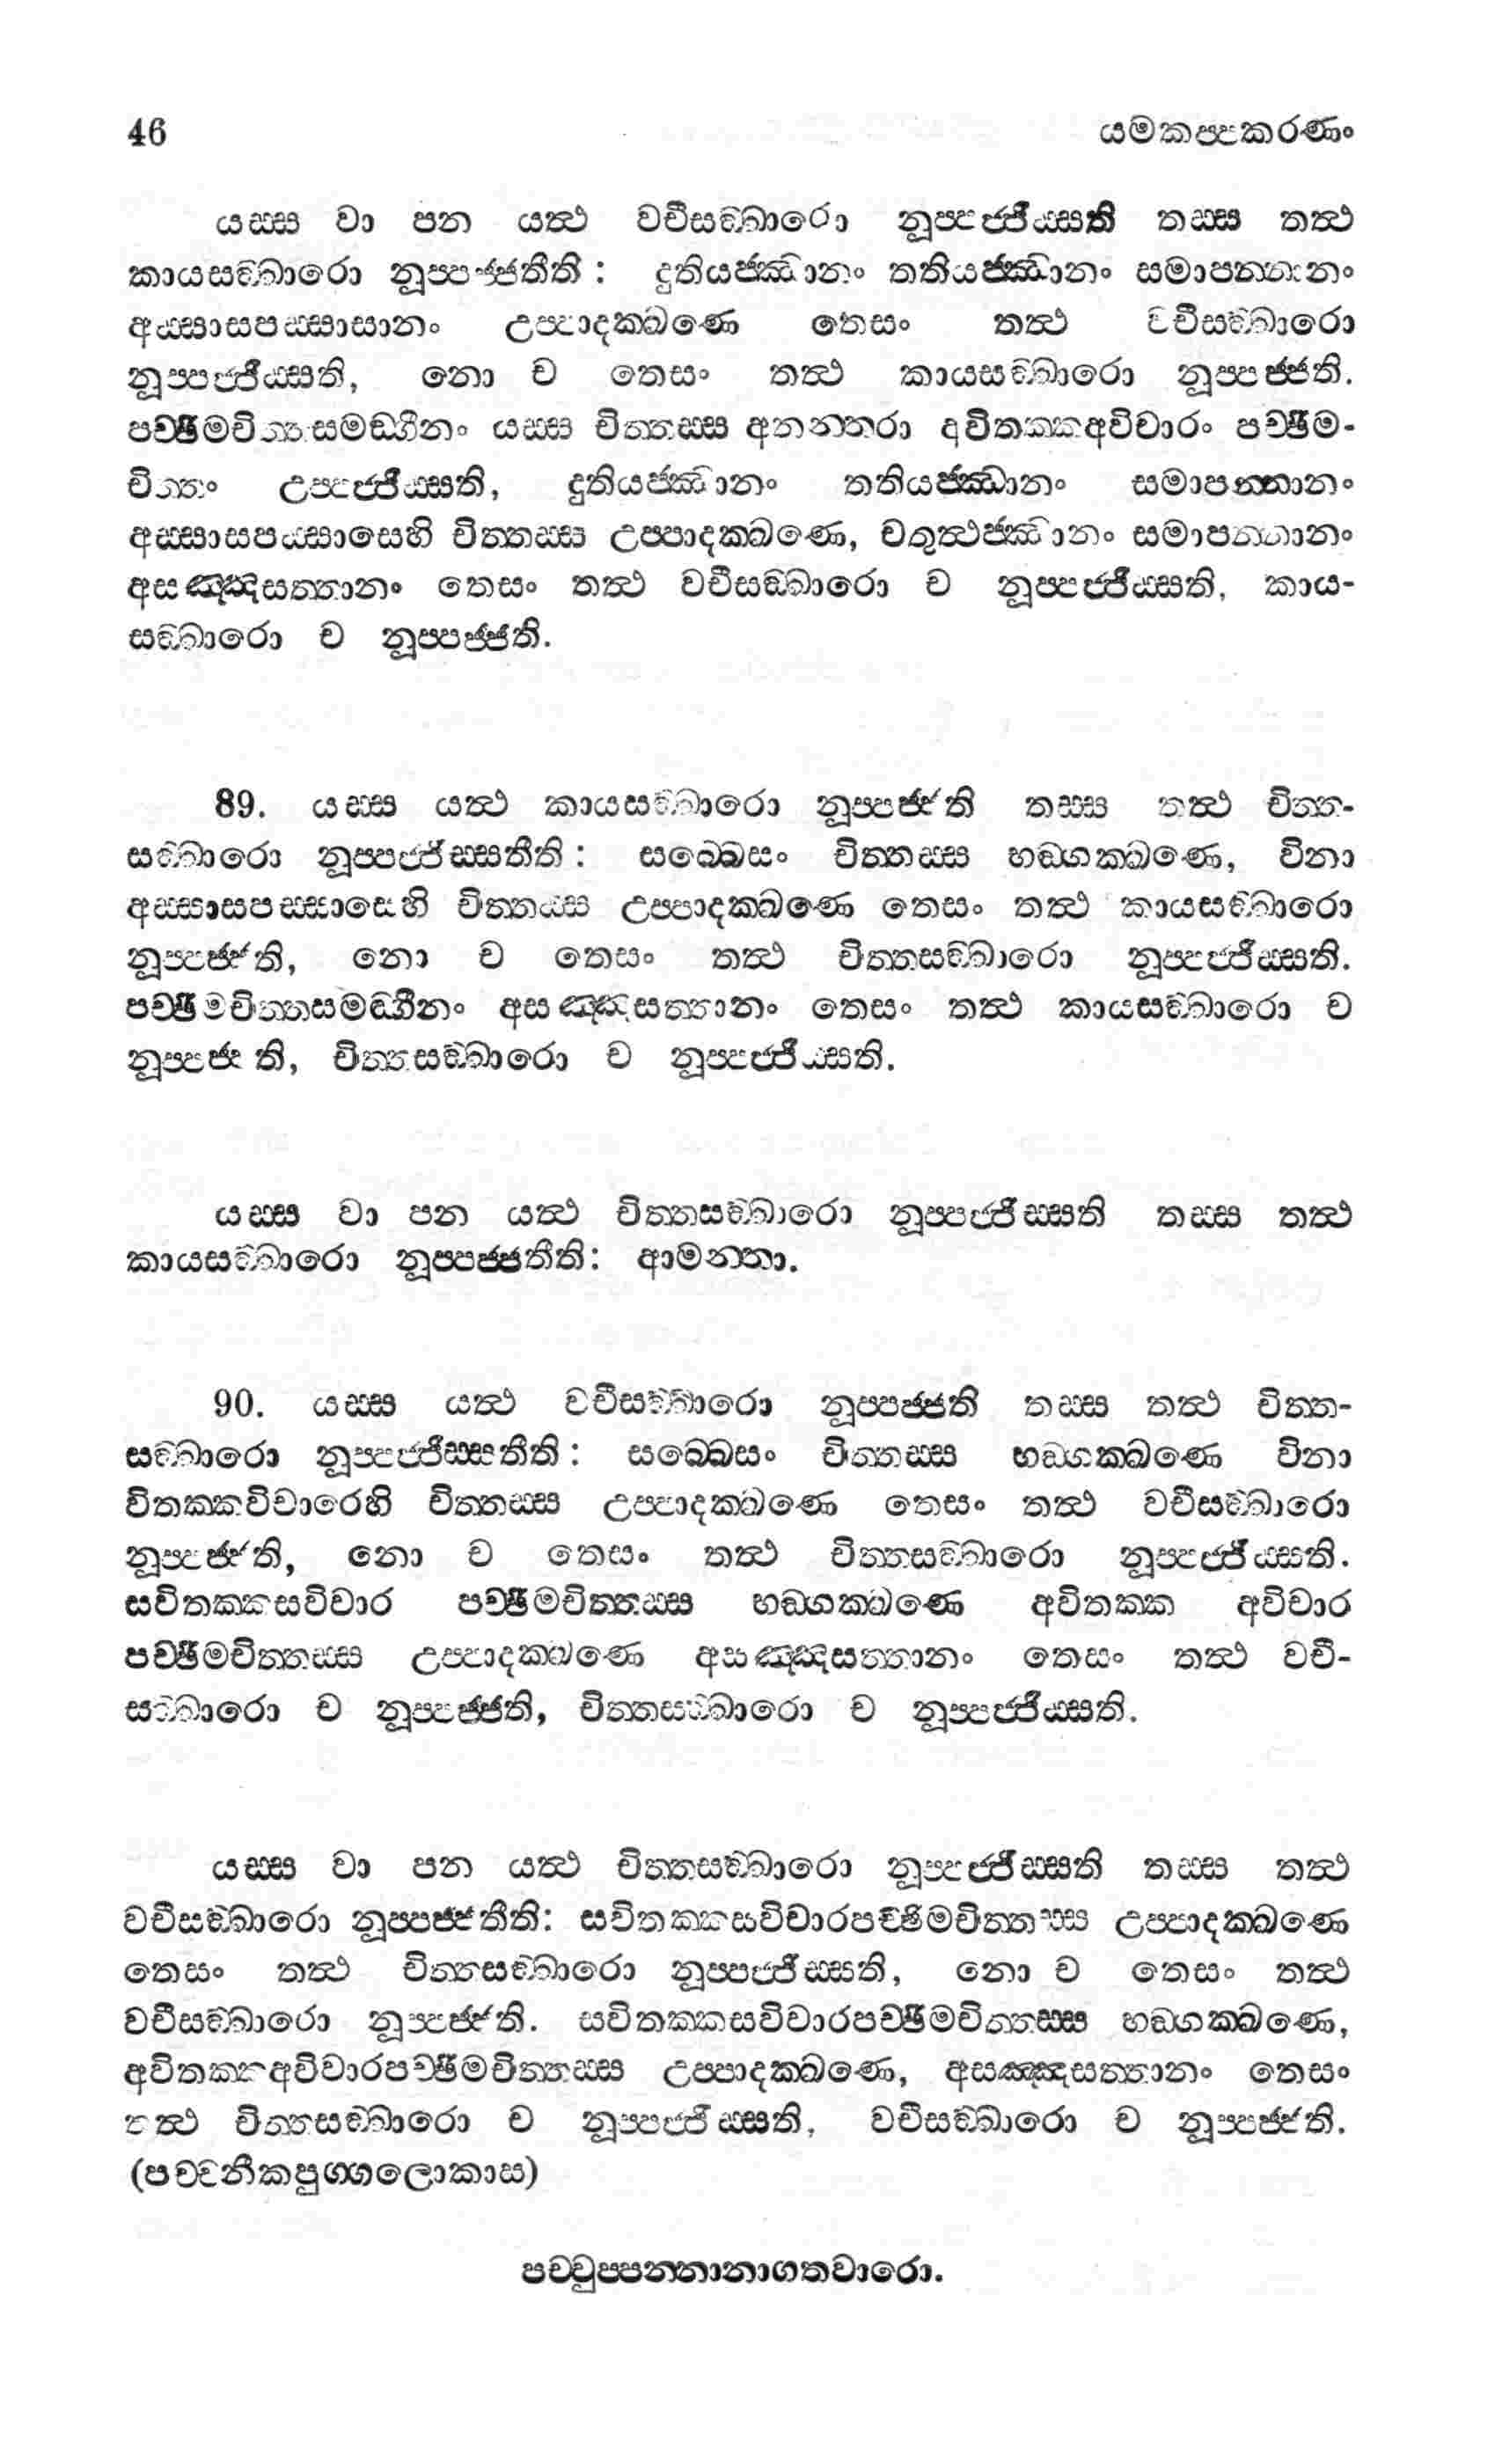 46 යමකප්පකරණං
යස්ස වා පන යත්ථ වචීසඞ්ඛාරො නුප්පජ්ජිස්සති තස්ස තත්ථ
කායසඞ්ඛාරො නුප්පජ්ජතීති: දුතියජ්ඣානං තතියජ්ඣානං සමාපන්නානං
අස්සාසපස්සාසානං උප්පාදක්ඛණෙ තෙසං තත්ථ වචීසඞ්ඛාරො
නුප්පජ්ජිස්සති, නො ච තෙසං තත්ථ කායසඞ්ඛාරො නුප්පජ්ජති.
පච්ඡිමචිත්තසමඞ්ගීනං යස්ස චිත්තස්ස අනන්තරා අවිතක්කඅවිචාරං පච්ඡිම-
චිත්තං උප්පජ්ජිස්සති, දුතියජ්ඣානං තතියජ්ඣානං සමාපන්නානං
අස්සාසපස්සාසෙහි චිත්තස්ස උප්පාදක්ඛණෙ, චතුත්ථජ්ඣානං සමාපන්නානං
අසඤ්ඤසත්තානං තෙසං තත්ථ වචීසඞ්ඛාරො ච නුප්පජ්ජිස්සති, කාය-
සඞ්ඛාරො ච නුප්පජ්ජති.
89. යස්ස යත්ථ කායසඞ්ඛාරො නුප්පජ්ජති තස්ස තත්ථ චිත්ත-
සඞ්ඛාරො නුප්පජ්ජිස්සතීති: සබ්බෙසං චිත්තස්ස භඞ්ගක්ඛණෙ, විනා
අස්සාසපස්සාසෙහි චිත්තස්ස උප්පාදක්ඛණෙ තෙසං තත්ථ කායසඞ්ඛාරො
නුප්පජ්ජති, නො ච තෙසං තත්ථ චිත්තසඞ්ඛාරො නුප්පජ්ජිස්සති.
පච්ඡිමචිත්තසමඞ්ගීනං අසඤ්ඤසත්තානං තෙසං තත්ථ කායසඞ්ඛාරො ච
නුප්පජ්ජති, චිත්තසඞ්ඛාරො ච නුප්පජ්ජිස්සති.
යස්ස වා පන යත්ථ චිත්තසඞ්ඛාරො නුප්පජ්ජිස්සති තස්ස තත්ථ
කායසඞ්ඛාරො නුප්පජ්ජතීති: ආමන්තා.
90. යස්ස යත්ථ වචීසඞ්ඛාරො නුප්පජ්ජති තස්ස තත්ථ චිත්ත-
සඞ්ඛාරො නුප්පජ්ජිස්සතීති: සබ්බෙසං චිත්තස්ස භඞ්ගක්ඛණෙ විනා
විතක්කවිචාරෙහි චිත්තස්ස උප්පාදක්ඛණෙ තෙසං තත්ථ වචීසඞ්ඛාරො
නුප්පජ්ජති, නො ච තෙසං තත්ථ චිත්තසඞ්ඛාරො නුප්පජ්ජිස්සති.
සවිතක්කසවිචාර පච්ඡිමචිත්තස්ස භඞ්ගක්ඛණෙ අවිතක්ක අවිචාර
පච්ඡිමචිත්තස්ස උප්පාදක්ඛණෙ අසඤ්ඤසත්තානං තෙසං තත්ථ වචී-
සඞ්ඛාරො ච නුප්පජ්ජති, චිත්තසඞ්ඛාරො ච නුප්පජ්ජිස්සති.
යස්ස වා පන යත්ථ චිත්තසඞ්ඛාරො නුප්පජ්ජිස්සති තස්ස තත්ථ
වචීසඞ්ඛාරො නුප්පජ්ජතීති: සවිතක්කසවිචාරපච්ඡිමචිත්තස්ස උප්පාදක්ඛණෙ
තෙසං තත්ථ චිත්තසඞ්ඛාරො නුප්පජ්ජිස්සති, නො ච තෙසං තත්ථ
වචීසඞ්ඛාරො නුප්පජ්ජති. සවිතක්කසවිචාරපච්ඡිමචිත්තස්ස භඞ්ගක්ඛණෙ,
අවිතක්කඅවිචාරපච්ඡිමචිත්තස්ස උප්පාදක්ඛණෙ, අසඤ්ඤසත්තානං තෙසං
තත්ථ චිත්තසඞ්ඛාරො ච නුප්පජ්ජිස්සති, වචීසඞ්ඛාරො ච නුප්පජ්ජති.
(පච්චනීකපුග්ගලොකාස)
පච්චුප්පන්නානාගතවාරො.